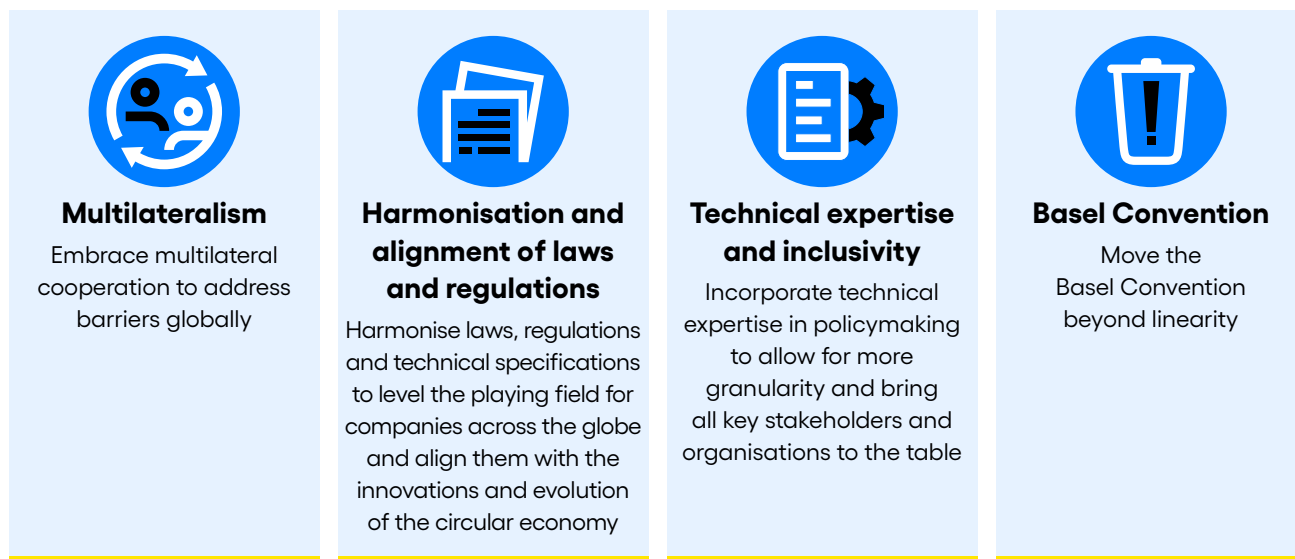 Multilateralism
Embrace multilateral
cooperation to address
barriers globally
Harmonisation and
alignment of laws
and regulations
Harmonise laws, regulations
and technical specifications
to level the playing field for
companies across the globe
and align them with the
innovations and evolution
of the circular economy
Technical expertise
and inclusivity
Incorporate technical
expertise in policymaking
to allow for more
granularity and bring
all key stakeholders and
organisations to the table
Basel Convention
Move the
Basel Convention
beyond linearity